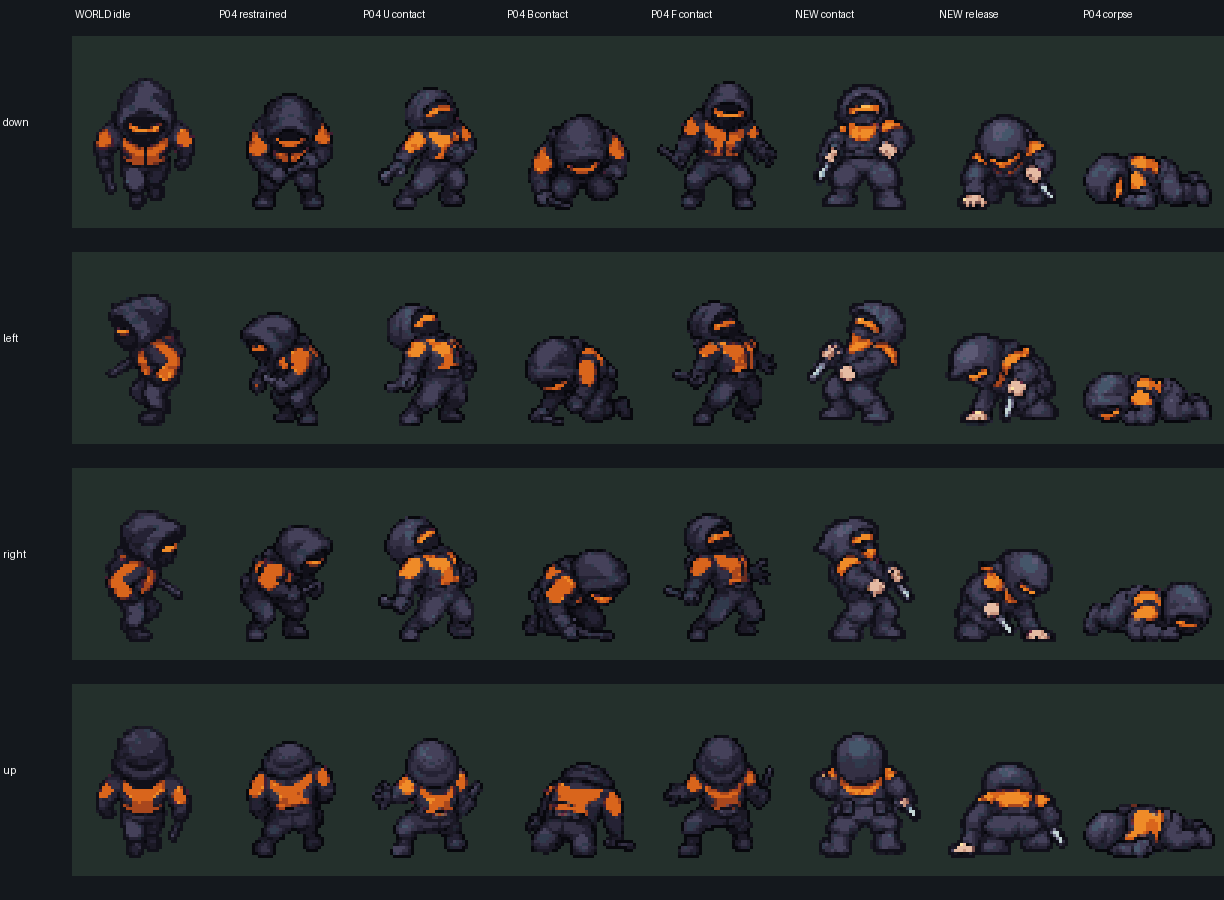 WORLD idle P04 restrained P04 U contact P04 B contact P04 F contact NEW contact NEW release P04 corpse
down
left
right
up